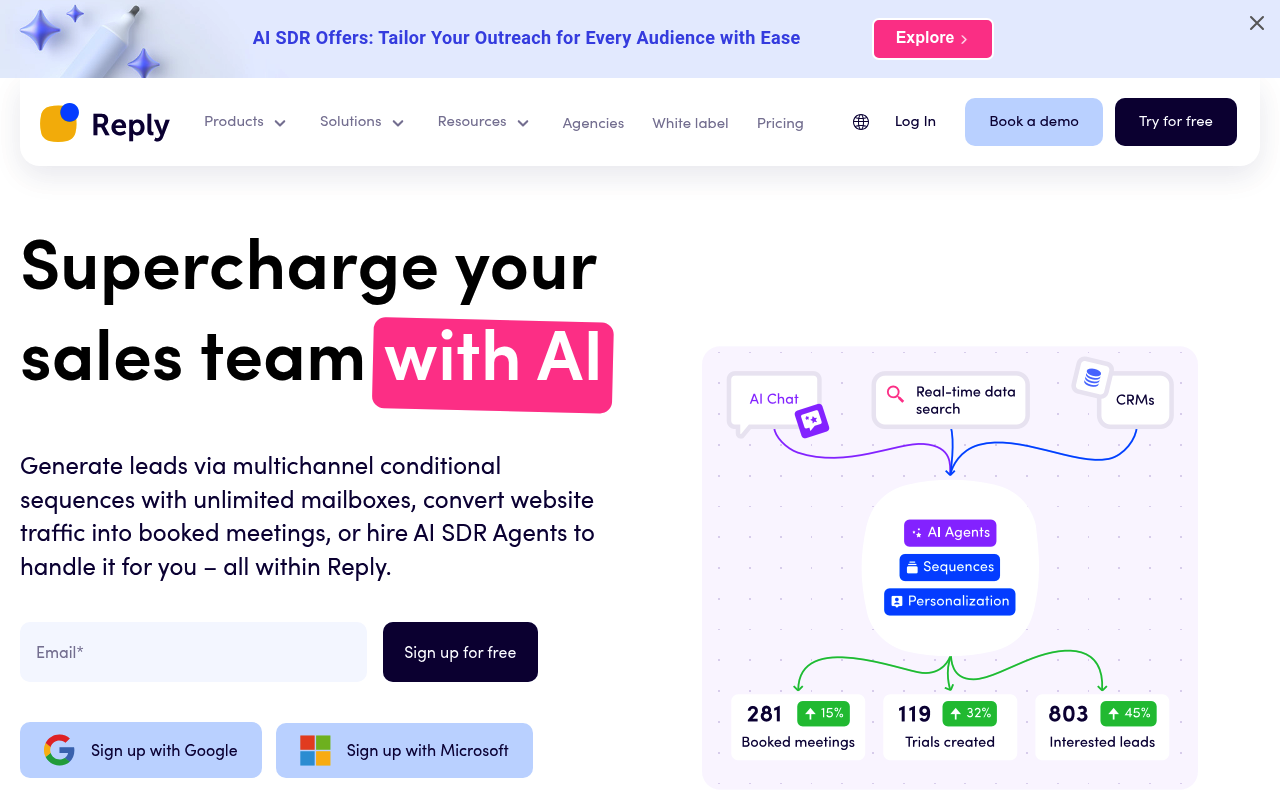 AI SDR Offers: Tailor Your Outreach for Every Audience with Ease
Explore
Reply
Products
Solutions
Resources
Agencies
White label
Pricing
Log In
Book a demo
Try for free
Supercharge your
sales team with AI
Generate leads via multichannel conditional
sequences with unlimited mailboxes, convert website
traffic into booked meetings, or hire AI SDR Agents to
handle it for you – all within Reply.
Email*
Sign up for free
Sign up with Google
Sign up with Microsoft
AI Chat
Real-time data
search
CRMs
AI Agents
Sequences
Personalization
281
15%
Booked meetings
119
32%
Trials created
803
45%
Interested leads